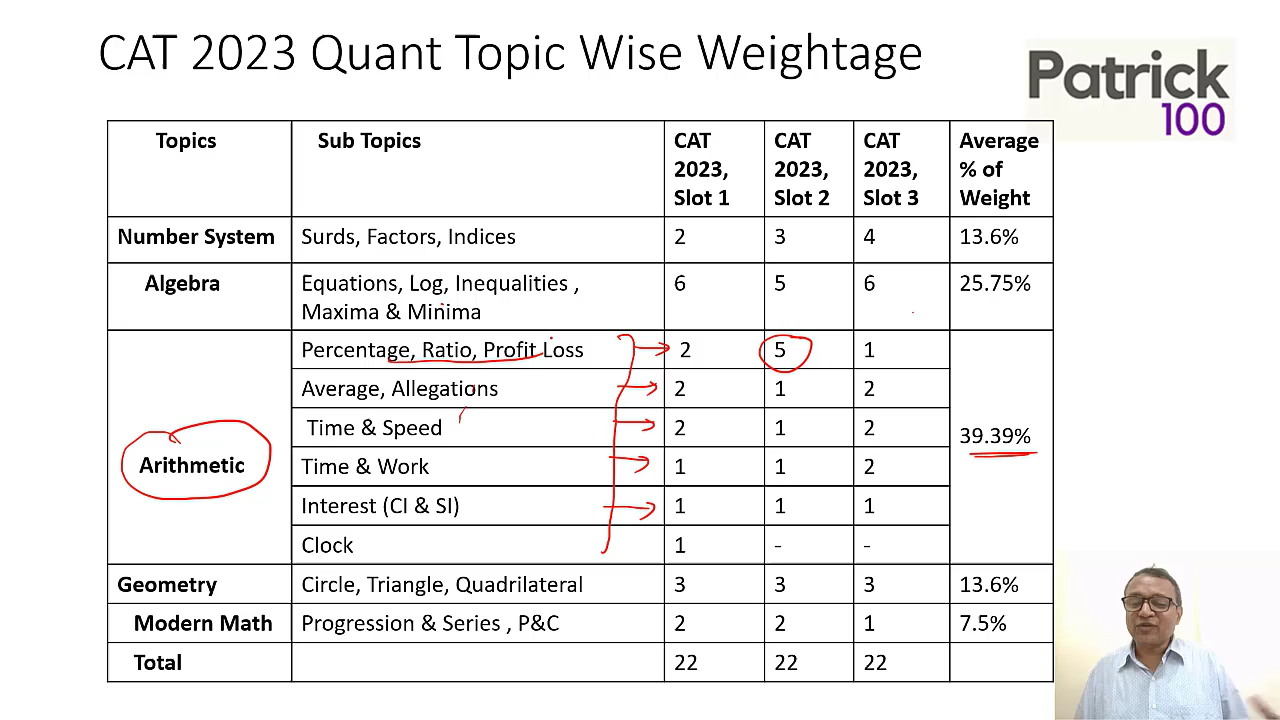 CAT 2023 Quant Topic Wise Weightage
Patrick
100
Topics Sub Topics CAT 2023, Slot 1 CAT 2023, Slot 2 CAT 2023, Slot 3 Average % of Weight
Number System Surds, Factors, Indices 2 3 4 13.6%
Algebra Equations, Log, Inequalities , Maxima & Minima 6 5 6 25.75%
Arithmetic Percentage, Ratio, Profit Loss 2 5 1 39.39%
Average, Allegations 2 1 2
Time & Speed 2 1 2
Time & Work 1 1 2
Interest (CI & SI) 1 1 1
Clock 1 - -
Geometry Circle, Triangle, Quadrilateral 3 3 3 13.6%
Modern Math Progression & Series , P&C 2 2 1 7.5%
Total 22 22 22